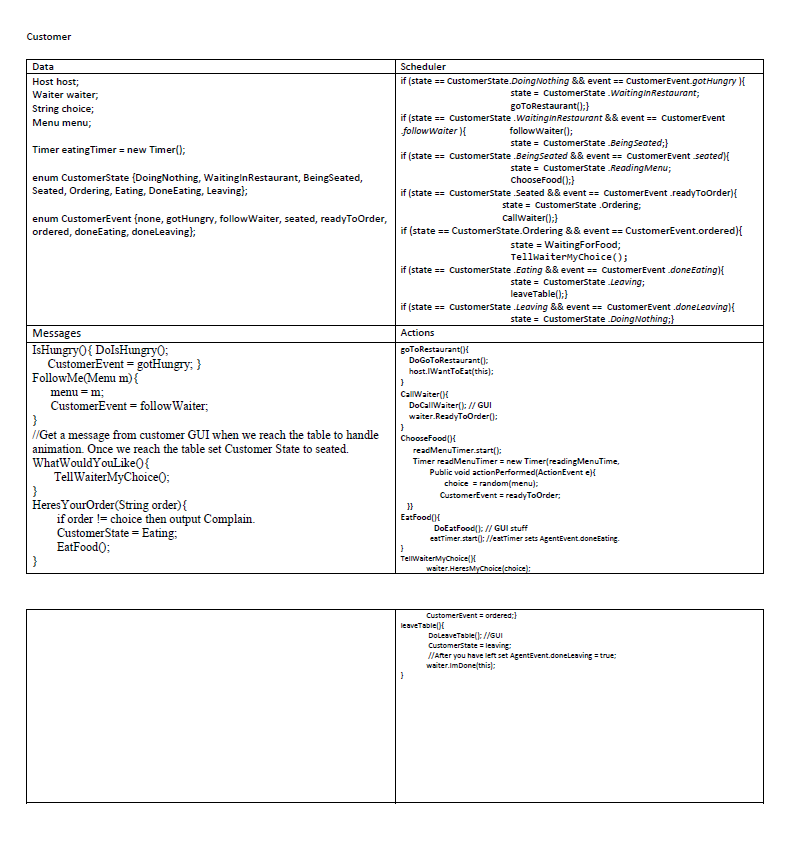 Customer
Data
Host host;
Waiter waiter;
String choice;
Menu menu;
Timer eatingTimer = new Timer();
enum CustomerState {DoingNothing, WaitingInRestaurant, BeingSeated,
Seated, Ordering, Eating, DoneEating, Leaving};
enum CustomerEvent {none, gotHungry, followWaiter, seated, readyToOrder,
ordered, doneEating, doneLeaving};
Scheduler
if (state == CustomerState.DoingNothing && event == CustomerEvent.gotHungry ){
state = CustomerState .WaitingInRestaurant;
goToRestaurant();}
if (state == CustomerState .WaitingInRestaurant && event == CustomerEvent
.followWaiter ){ followWaiter();
state = CustomerState .BeingSeated;}
if (state == CustomerState .BeingSeated && event == CustomerEvent .seated){
state = CustomerState .ReadingMenu;
ChooseFood();}
if (state == CustomerState .Seated && event == CustomerEvent .readyToOrder){
state = CustomerState .Ordering;
CallWaiter();}
if (state == CustomerState.Ordering && event == CustomerEvent.ordered){
state = WaitingForFood;
TellWaiterMyChoice();
if (state == CustomerState .Eating && event == CustomerEvent .doneEating){
state = CustomerState .Leaving;
leaveTable();}
if (state == CustomerState .Leaving && event == CustomerEvent .doneLeaving){
state = CustomerState .DoingNothing;}
Messages
IsHungry(){ DoIsHungry();
CustomerEvent = gotHungry; }
FollowMe(Menu m){
menu = m;
CustomerEvent = followWaiter;
}
//Get a message from customer GUI when we reach the table to handle
animation. Once we reach the table set Customer State to seated.
WhatWouldYouLike(){
TellWaiterMyChoice();
}
HeresYourOrder(String order){
if order != choice then output Complain.
CustomerState = Eating;
EatFood();
}
Actions
goToRestaurant(){
DoGoToRestaurant();
host.IWantToEat(this);
}
CallWaiter(){
DoCallWaiter(); // GUI
waiter.ReadyToOrder();
}
ChooseFood(){
readMenuTimer.start();
Timer readMenuTimer = new Timer(readingMenuTime,
Public void actionPerformed(ActionEvent e){
choice = random(menu);
CustomerEvent = readyToOrder;
}}
EatFood(){
DoEatFood(); // GUI stuff
eatTimer.start(); //eatTimer sets AgentEvent.doneEating.
}
TellWaiterMyChoice(){
waiter.HeresMyChoice(choice);
CustomerEvent = ordered;}
leaveTable(){
DoLeaveTable(); //GUI
CustomerState = leaving;
//After you have left set AgentEvent.doneLeaving = true;
waiter.ImDone(this);
}